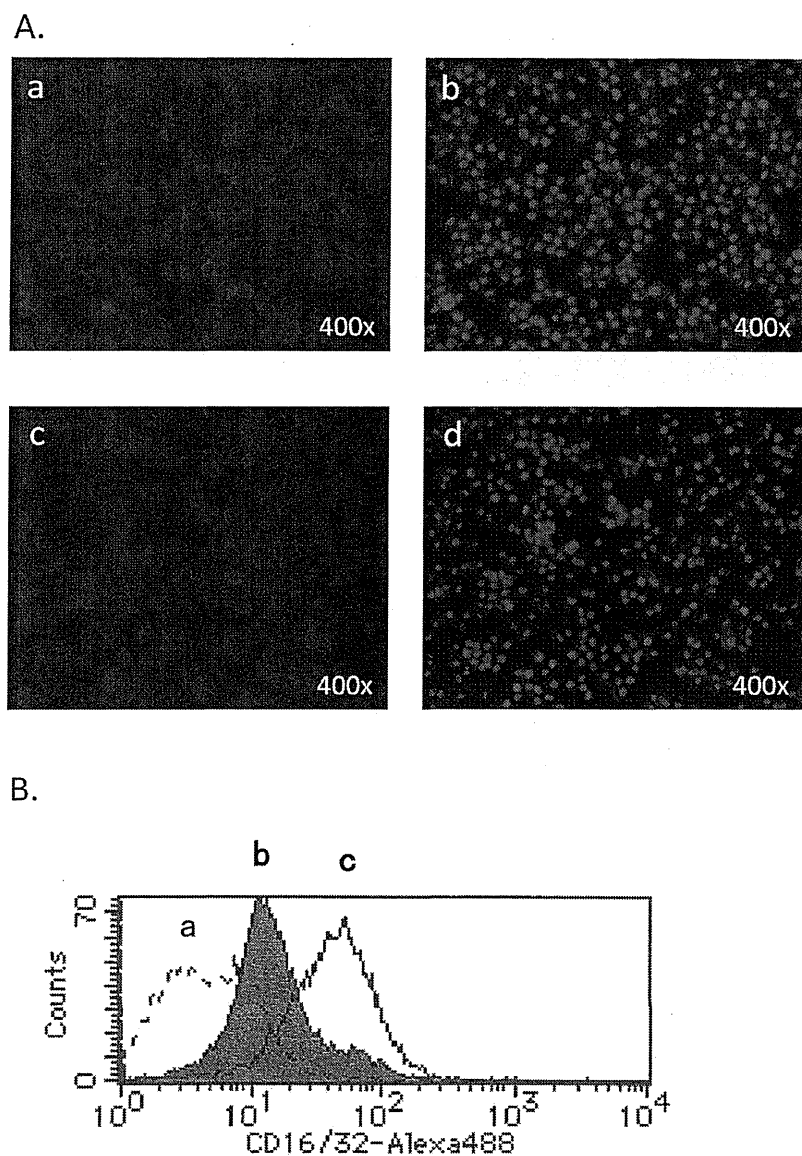 A.
a
b
400x
400x
c
d
400x
400x
B.
b
c
a
70
Counts
0
10^0
10^1
10^2
10^3
10^4
CD16/32-Alexa488